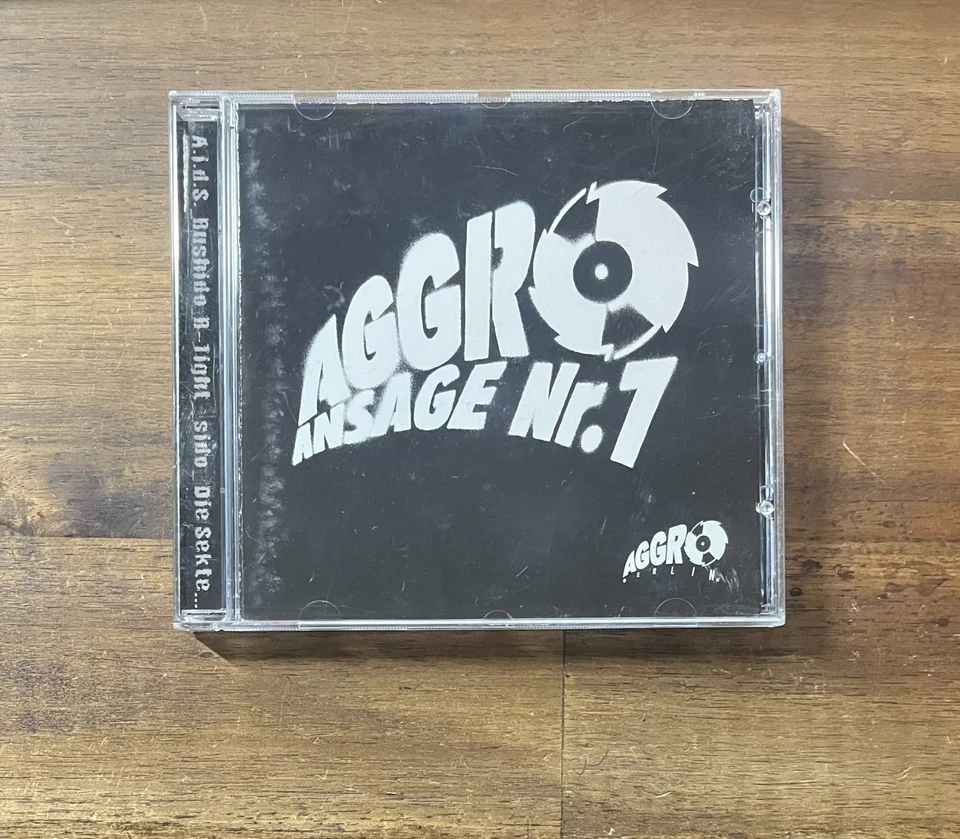 A.i.d.S. Bushido B-Tight sido Die Sekte...
AGGRO
ANSAGE Nr.1
AGGRO
BERLIN